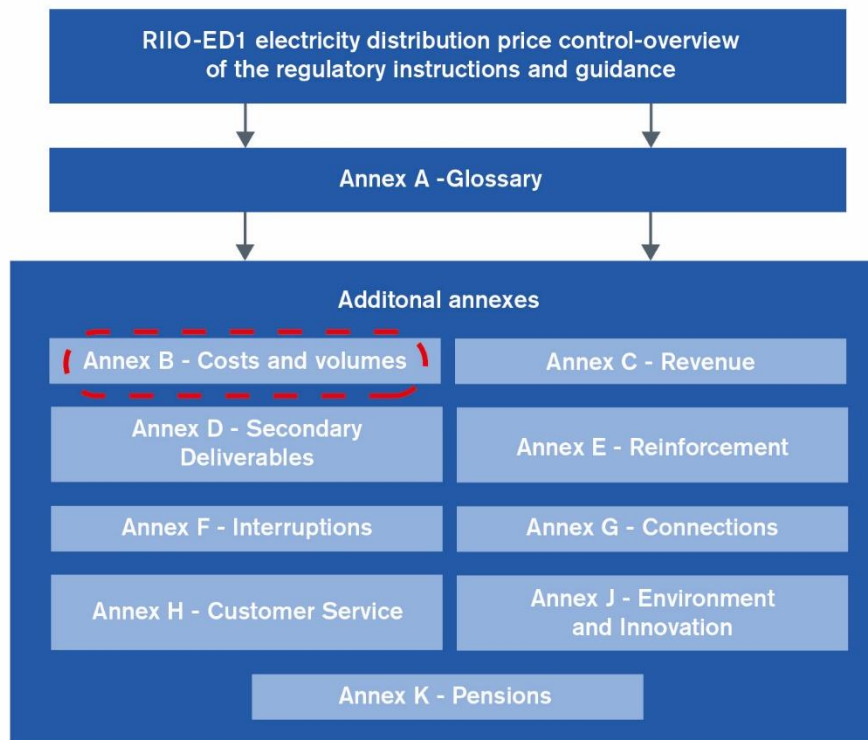 RIIO-ED1 electricity distribution price control-overview
of the regulatory instructions and guidance
Annex A -Glossary
Additonal annexes
Annex B - Costs and volumes
Annex C - Revenue
Annex D - Secondary
Deliverables
Annex E - Reinforcement
Annex F - Interruptions
Annex G - Connections
Annex H - Customer Service
Annex J - Environment
and Innovation
Annex K - Pensions